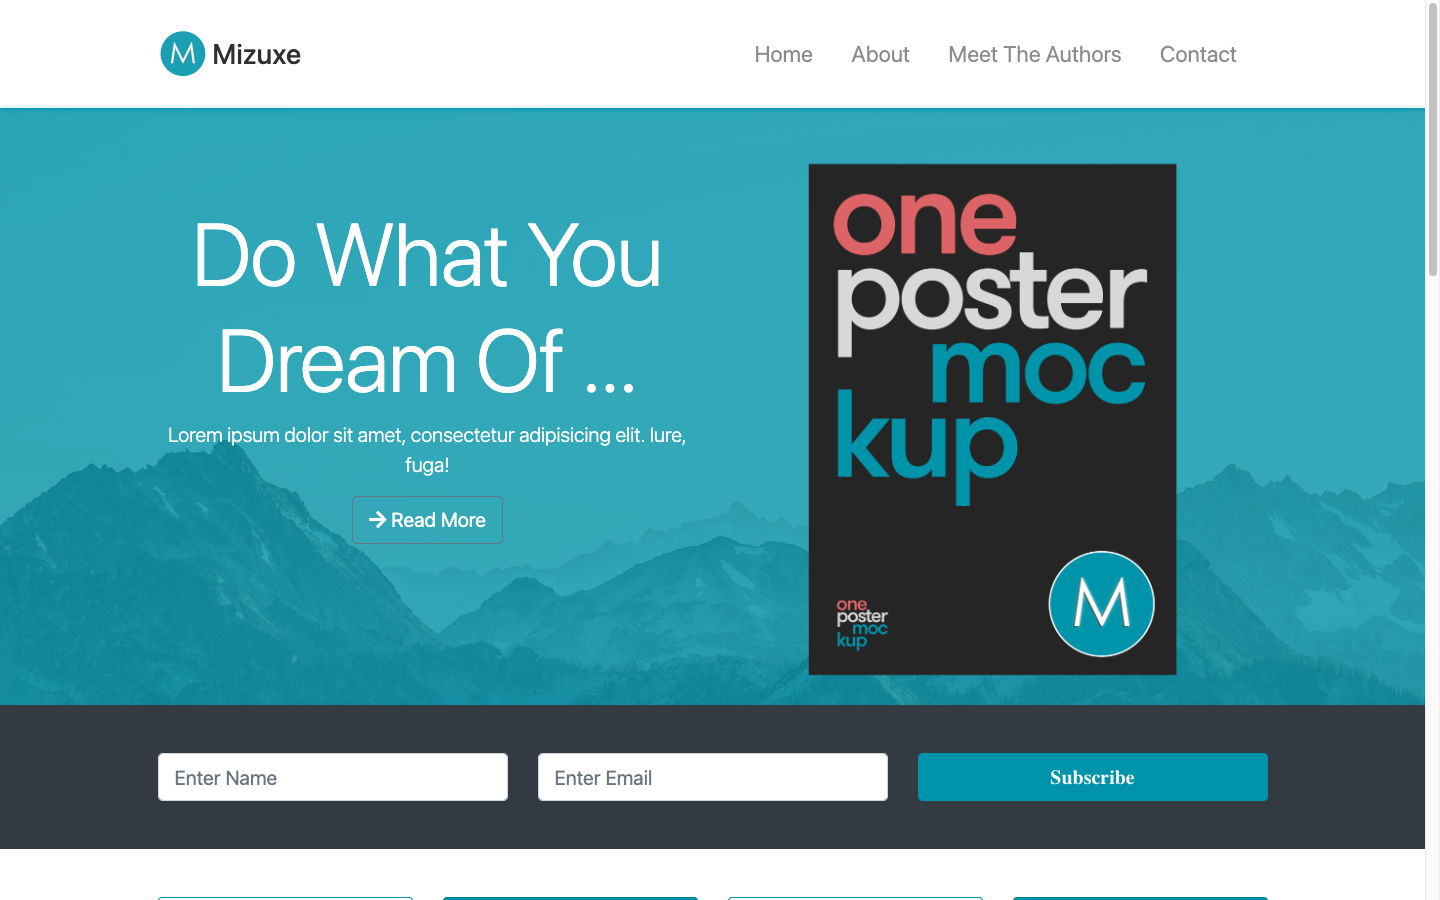 M Mizuxe
Home About Meet The Authors Contact
Do What You
Dream Of ...
Lorem ipsum dolor sit amet, consectetur adipisicing elit. Iure,
fuga!
Read More
one
poster
moc
kup
one
poster
moc
kup
M
Enter Name
Enter Email
Subscribe